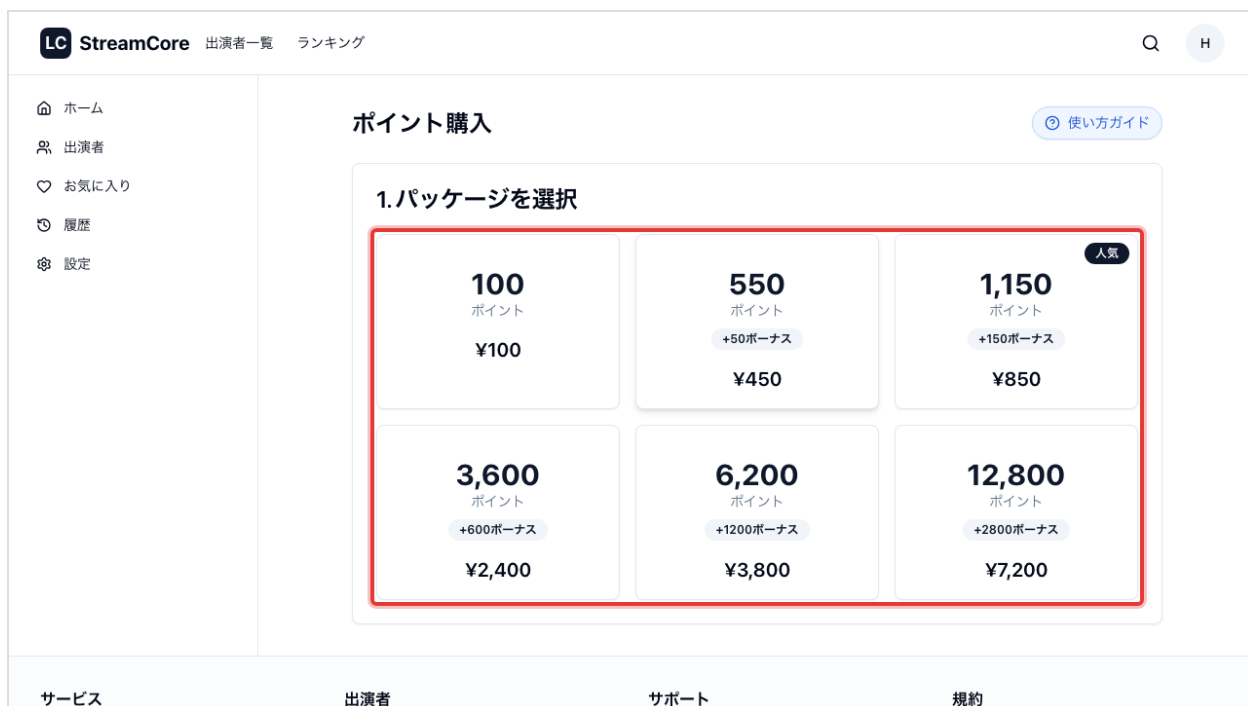 LC StreamCore 出演者一覧 ランキング H
ホーム
出演者
お気に入り
履歴
設定
ポイント購入
使い方ガイド
1.パッケージを選択
100
ポイント
¥100
550
ポイント
+50ボーナス
¥450
人気
1,150
ポイント
+150ボーナス
¥850
3,600
ポイント
+600ボーナス
¥2,400
6,200
ポイント
+1200ボーナス
¥3,800
12,800
ポイント
+2800ボーナス
¥7,200
サービス 出演者 サポート 規約